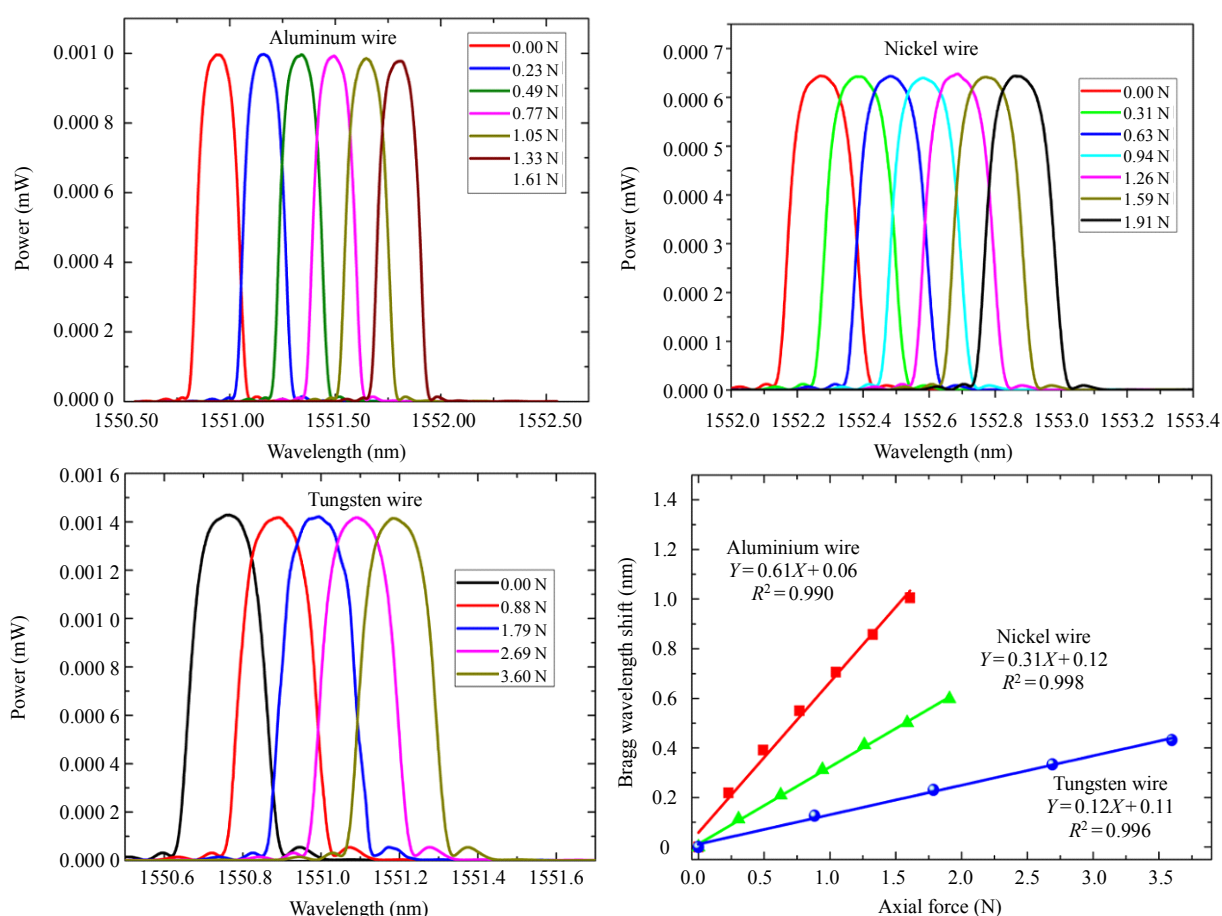 Aluminum wire
0.00 N
0.23 N
0.49 N
0.77 N
1.05 N
1.33 N
1.61 N
Power (mW)
0.001 0
0.000 8
0.000 6
0.000 4
0.000 2
0.000 0
1550.50 1551.00 1551.50 1552.00 1552.50
Wavelength (nm)
Nickel wire
0.00 N
0.31 N
0.63 N
0.94 N
1.26 N
1.59 N
1.91 N
Power (mW)
0.000 7
0.000 6
0.000 5
0.000 4
0.000 3
0.000 2
0.000 1
0.000 0
1552.0 1552.2 1552.4 1552.6 1552.8 1553.0 1553.3 1553.4
Wavelength (nm)
Tungsten wire
0.00 N
0.88 N
1.79 N
2.69 N
3.60 N
Power (mW)
0.001 6
0.001.4
0.001 2
0.001 0
0.000 8
0.000 6
0.000 4
0.000 2
0.000 0
1550.6 1550.8 1551.0 1551.2 1551.4 1551.6
Wavelength (nm)
Aluminium wire
Y=0.61X+0.06
R²=0.990
Nickel wire
Y=0.31X+0.12
R²=0.998
Tungsten wire
Y=0.12X+0.11
R²=0.996
Bragg wavelength shift (nm)
1.4
1.2
1.0
0.8
0.6
0.4
0.2
0
0.0 0.5 1.0 1.5 2.0 2.5 3.0 3.5
Axial force (N)